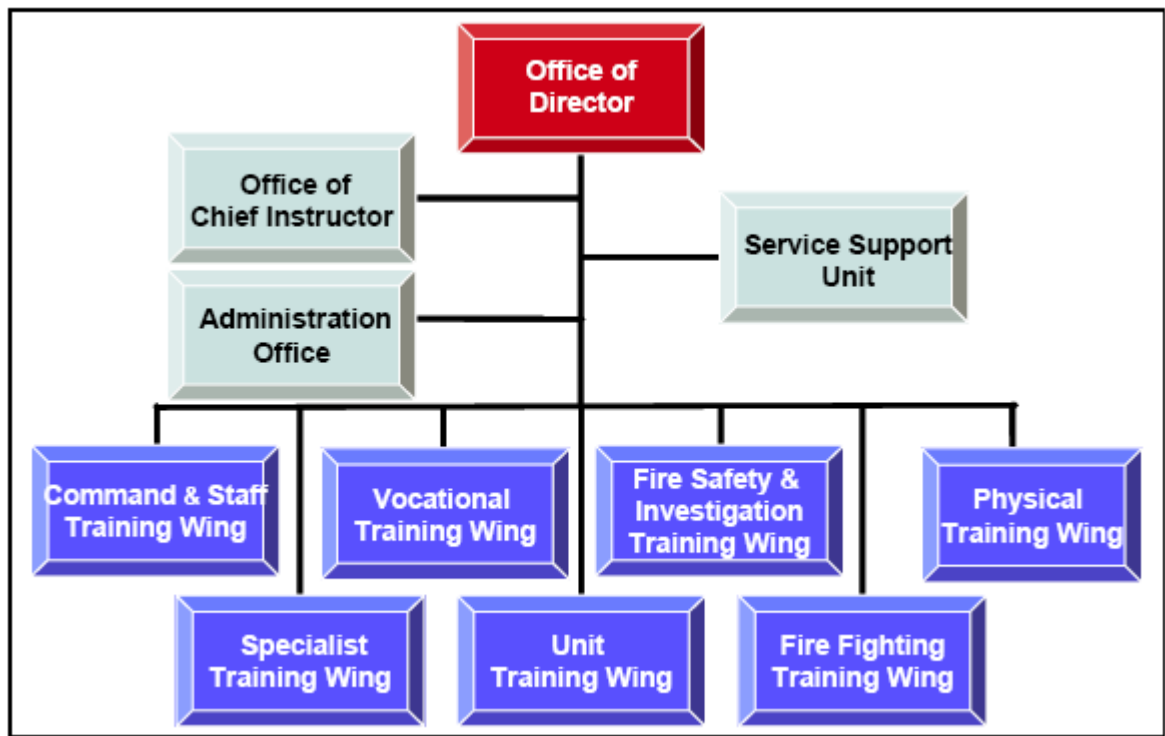 Office of
Director
Office of
Chief Instructor
Service Support
Unit
Administration
Office
Command & Staff
Training Wing
Vocational
Training Wing
Fire Safety &
Investigation
Training Wing
Physical
Training Wing
Specialist
Training Wing
Unit
Training Wing
Fire Fighting
Training Wing